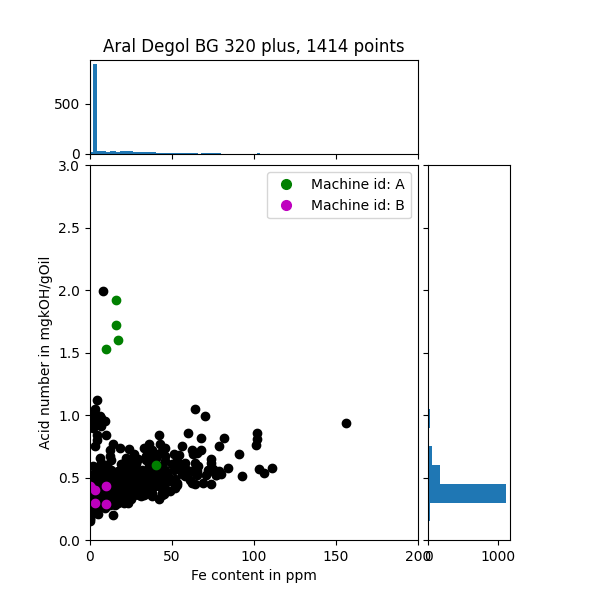 Aral Degol BG 320 plus, 1414 points
500
0
3.0
2.5
2.0
1.5
1.0
0.5
0.0
Acid number in mgkOH/gOil
Machine id: A
Machine id: B
0 50 100 150 200
0 1000
Fe content in ppm